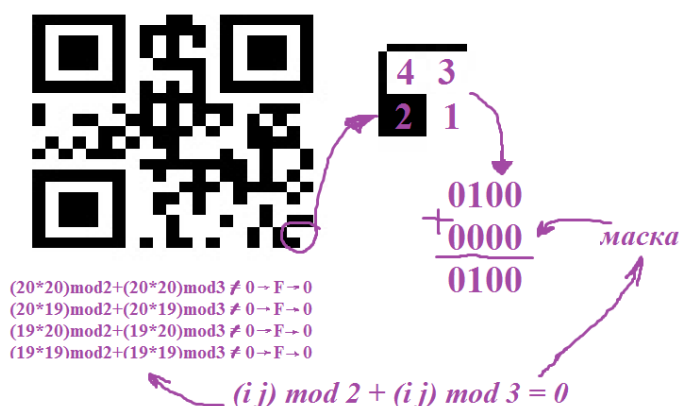 4 3
2 1
0100
+
0000
0100
маска
(20*20)mod2+(20*20)mod3 ≠ 0→F→0
(20*19)mod2+(20*19)mod3 ≠ 0→F→0
(19*20)mod2+(19*20)mod3 ≠ 0→F→0
(19*19)mod2+(19*19)mod3 ≠ 0→F→0
(i j) mod 2 + (i j) mod 3 = 0